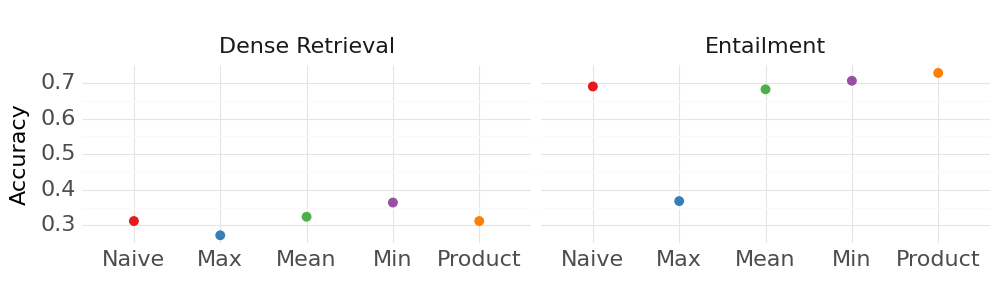 Dense Retrieval
Entailment
Accuracy
0.7
0.6
0.5
0.4
0.3
Naive Max Mean Min Product
Naive Max Mean Min Product